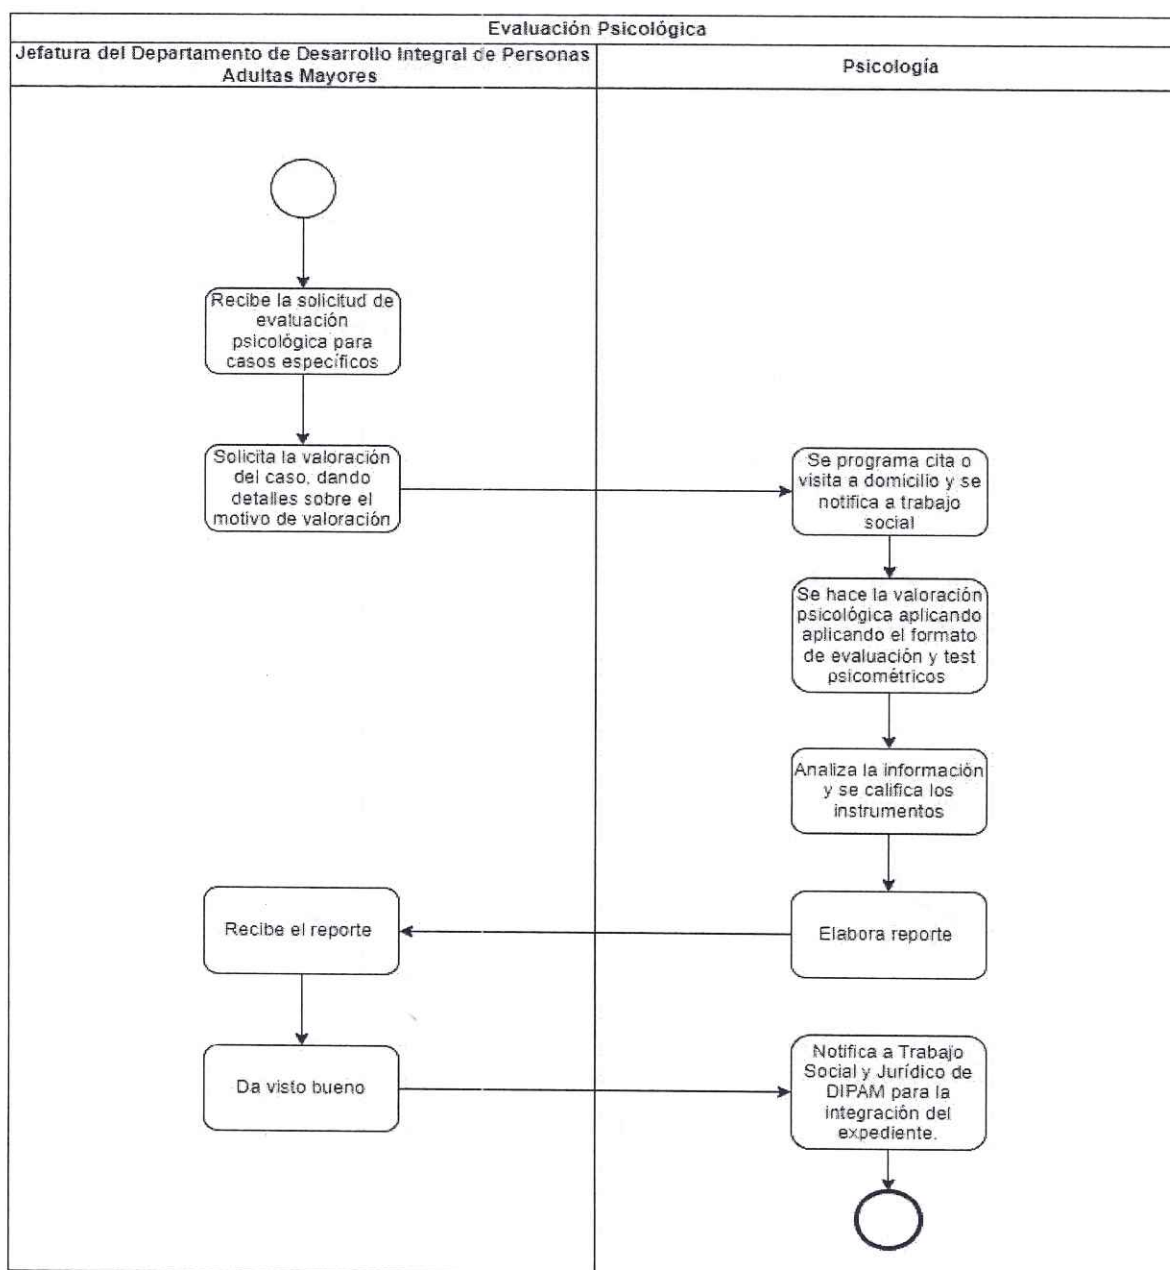 Evaluación Psicológica
Jefatura del Departamento de Desarrollo Integral de Personas
Adultas Mayores
Psicología
Recibe la solicitud de
evaluación
psicológica para
casos específicos
Solicita la valoración
del caso, dando
detalles sobre el
motivo de valoración
Se programa cita o
visita a domicilio y se
notifica a trabajo
social
Se hace la valoración
psicológica aplicando
aplicando el formato
de evaluación y test
psicométricos
Analiza la información
y se califica los
instrumentos
Elabora reporte
Recibe el reporte
Da visto bueno
Notifica a Trabajo
Social y Jurídico de
DIPAM para la
integración del
expediente.